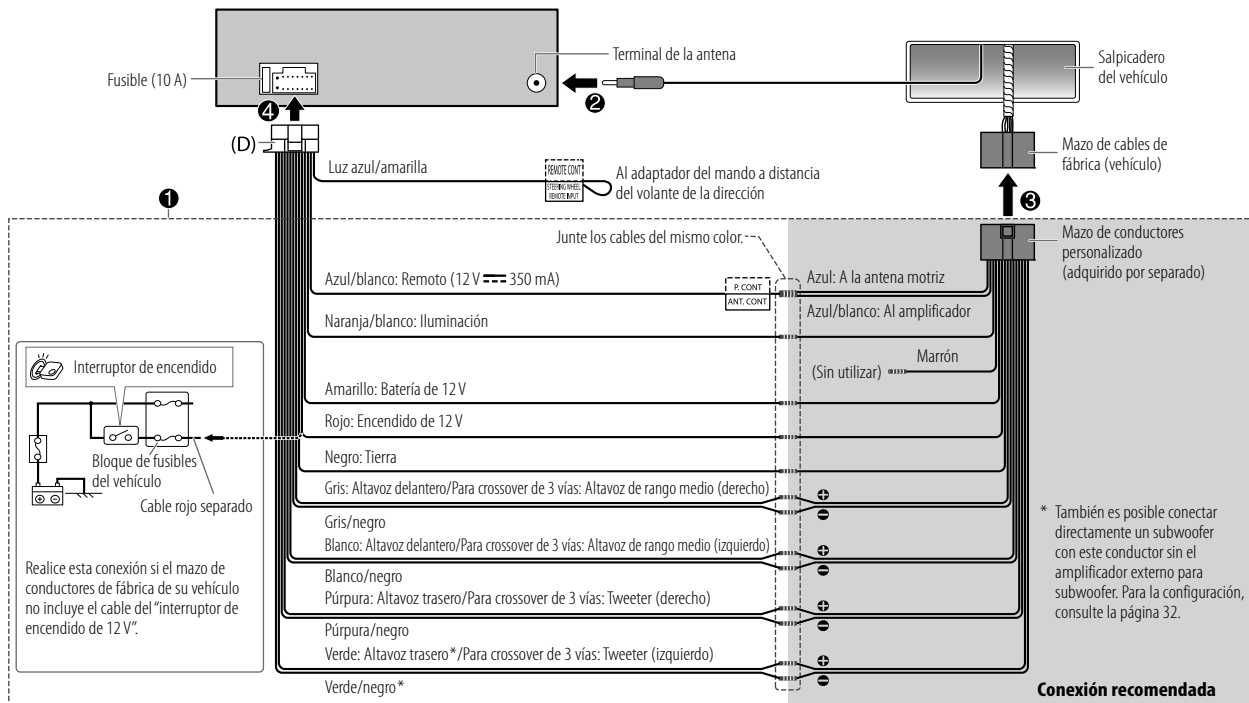 Fusible (10 A)
Terminal de la antena
Salpicadero
del vehículo
❹
❷
(D)
Mazo de cables de
fábrica (vehículo)
Luz azul/amarilla
REMOTE CONT
STEERING WHEEL
REMOTE INPUT
Al adaptador del mando a distancia
del volante de la dirección
❶
❸
Junte los cables del mismo color.
Mazo de conductores
personalizado
(adquirido por separado)
Azul/blanco: Remoto (12 V ⎓ 350 mA)
P. CONT
ANT. CONT
Azul: A la antena motriz
Azul/blanco: Al amplificador
Naranja/blanco: Iluminación
Marrón
(Sin utilizar)
Interruptor de encendido
Bloque de fusibles
del vehículo
Cable rojo separado
Realice esta conexión si el mazo de
conductores de fábrica de su vehículo
no incluye el cable del “interruptor de
encendido de 12 V”.
Amarillo: Batería de 12 V
Rojo: Encendido de 12 V
Negro: Tierra
Gris: Altavoz delantero/Para crossover de 3 vías: Altavoz de rango medio (derecho)
Gris/negro
Blanco: Altavoz delantero/Para crossover de 3 vías: Altavoz de rango medio (izquierdo)
Blanco/negro
Púrpura: Altavoz trasero/Para crossover de 3 vías: Tweeter (derecho)
Púrpura/negro
Verde: Altavoz trasero*/Para crossover de 3 vías: Tweeter (izquierdo)
Verde/negro*
* También es posible conectar
directamente un subwoofer
con este conductor sin el
amplificador externo para
subwoofer. Para la configuración,
consulte la página 32.
Conexión recomendada